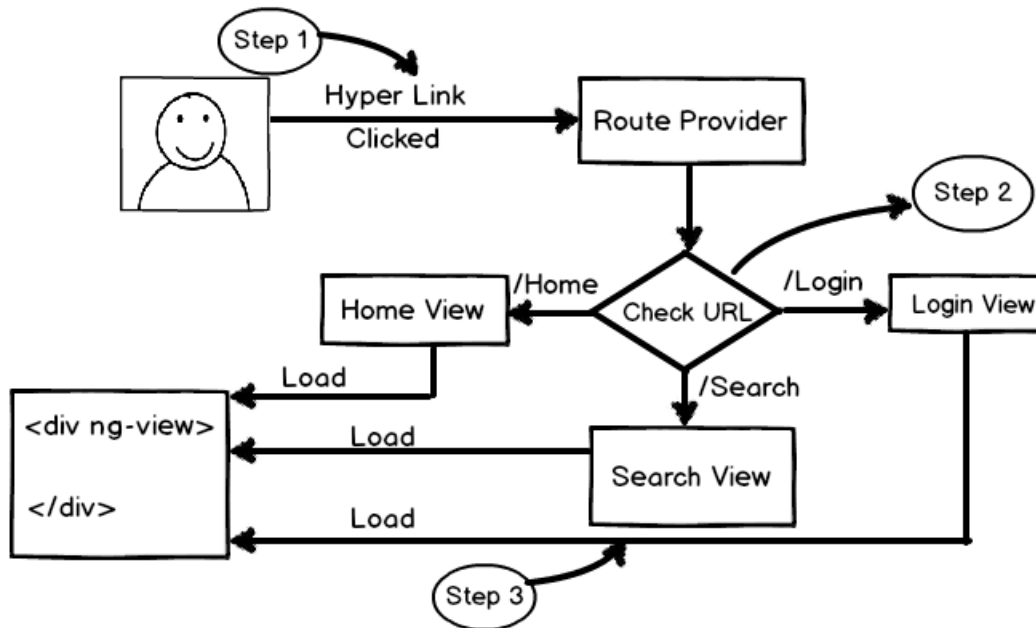 Step 1
Hyper Link
Clicked
Route Provider
Step 2
/Home
/Login
Home View
Check URL
Login View
Load
/Search
<div ng-view>
Load
Search View
</div>
Load
Step 3